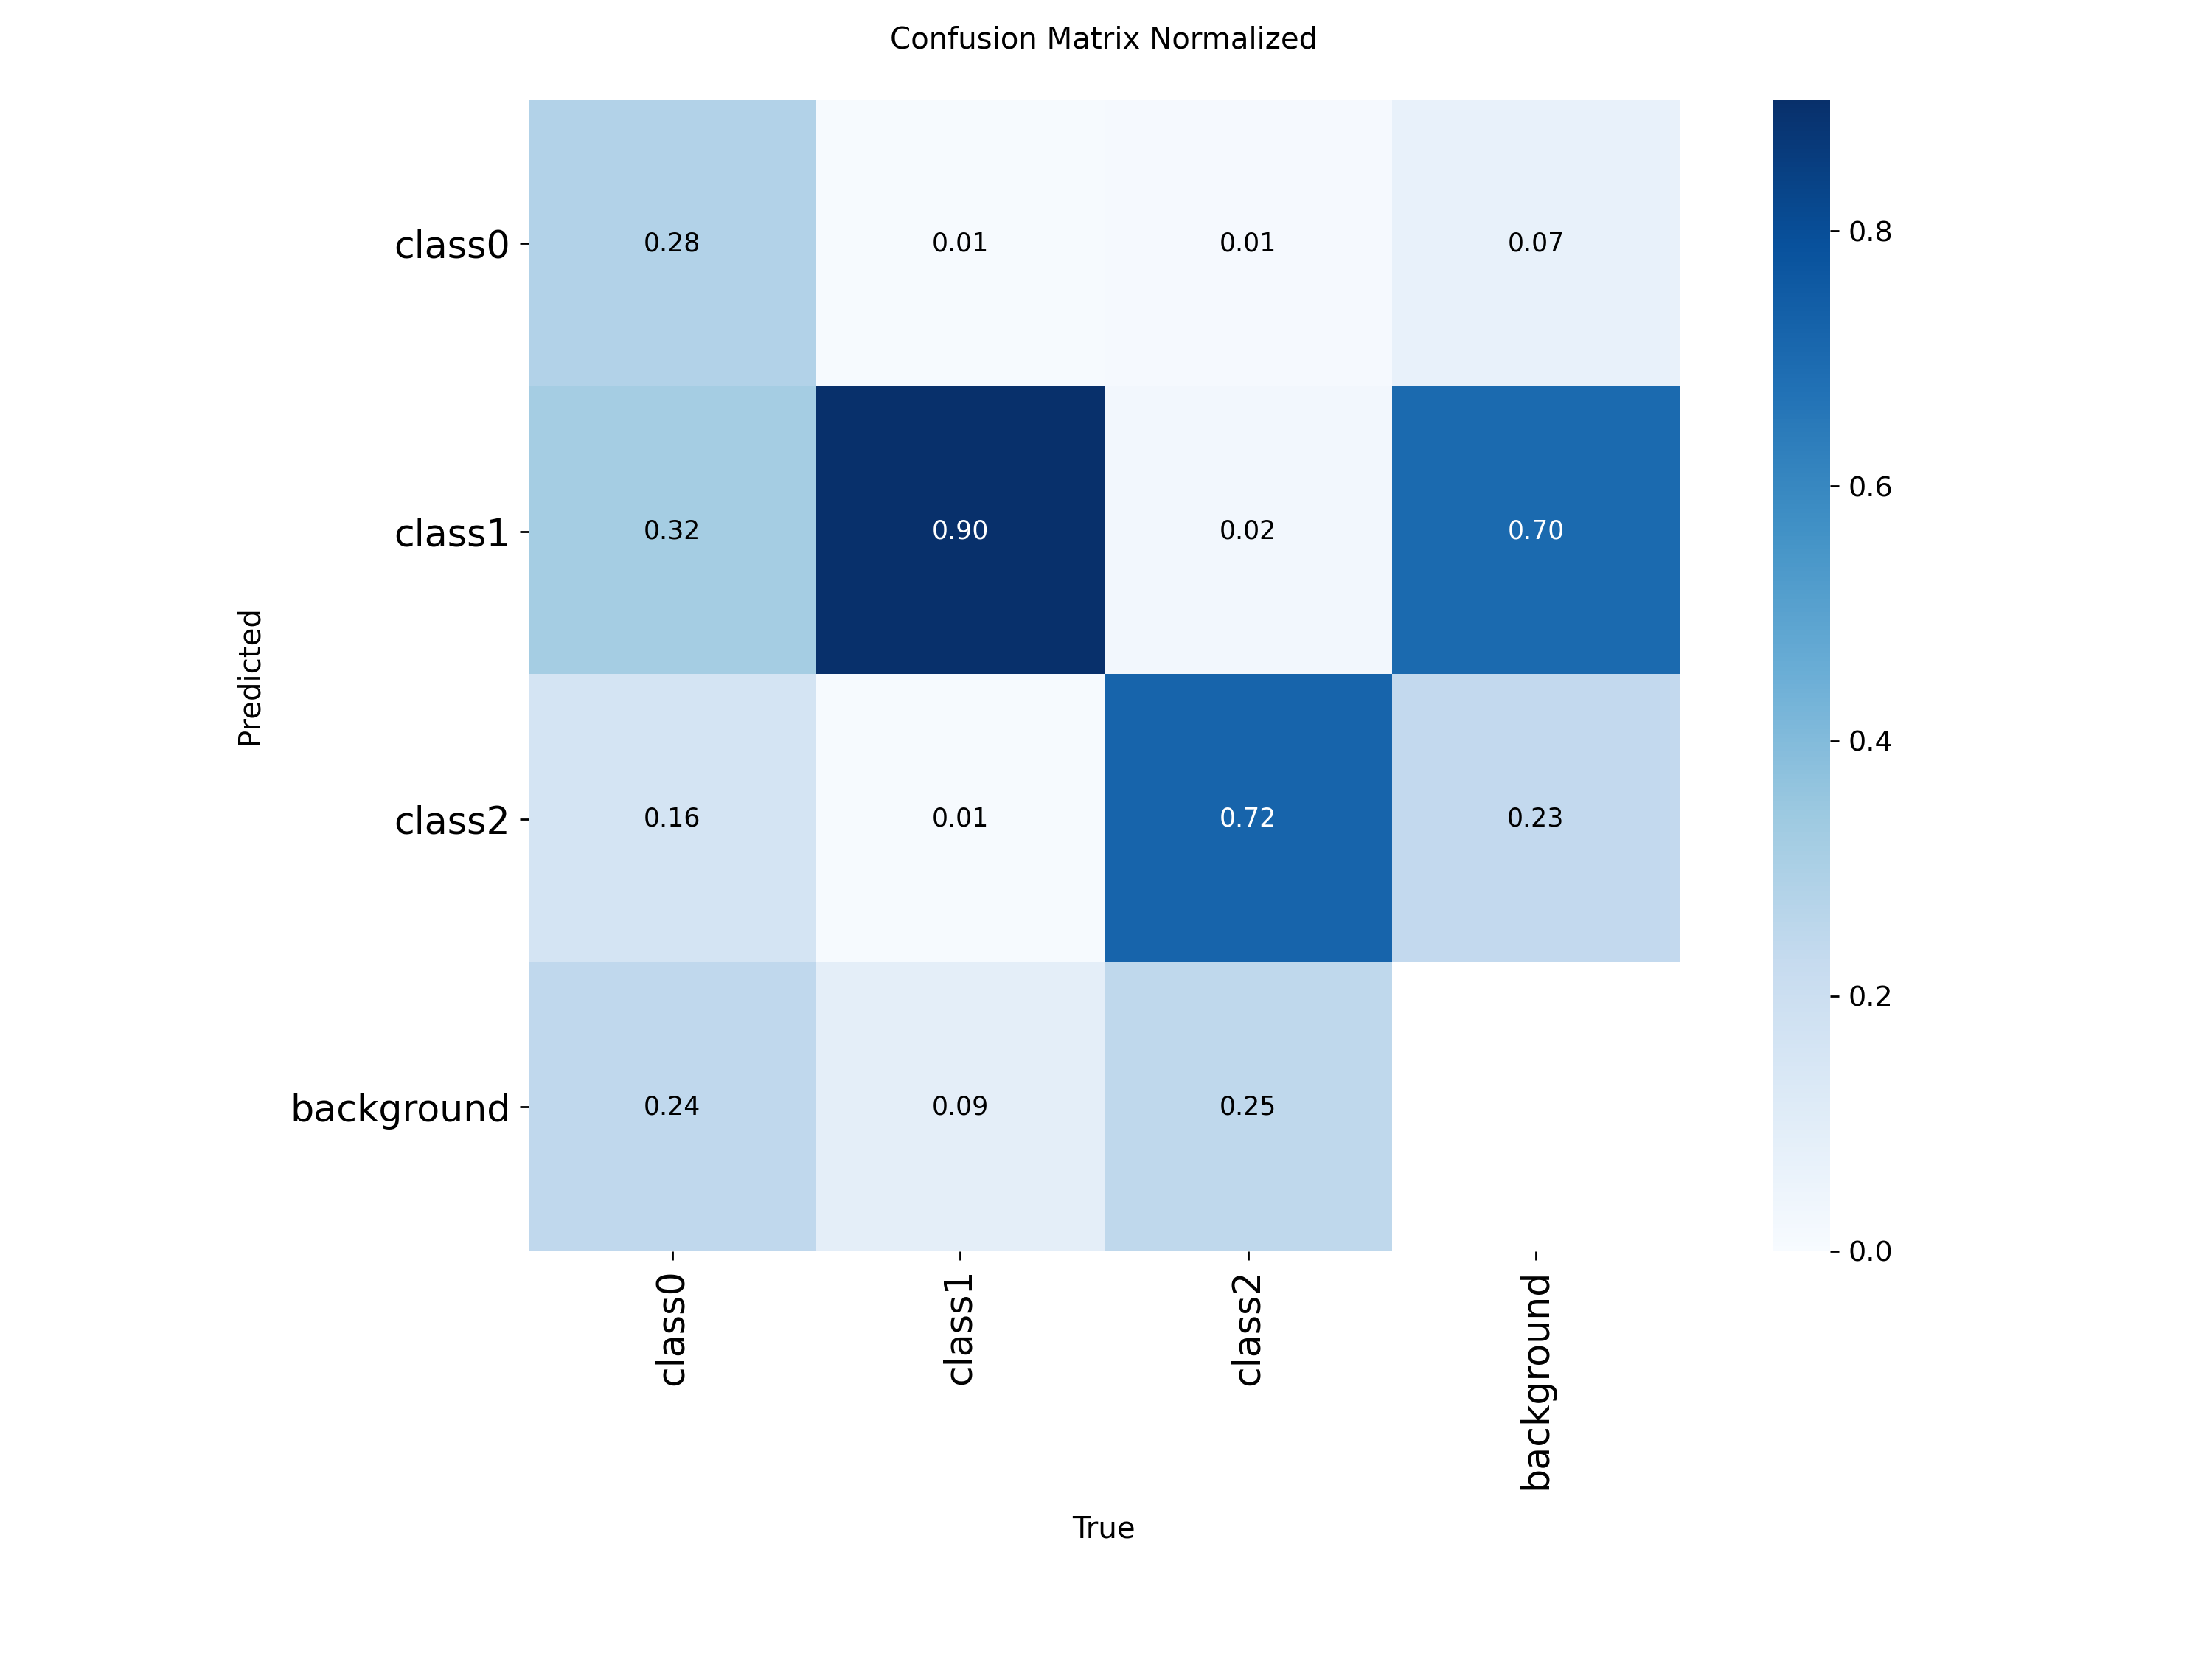 Confusion Matrix Normalized
class0 0.28 0.01 0.01 0.07
class1 0.32 0.90 0.02 0.70
class2 0.16 0.01 0.72 0.23
background 0.24 0.09 0.25
class0 class1 class2 background
True
Predicted
0.8
0.6
0.4
0.2
0.0